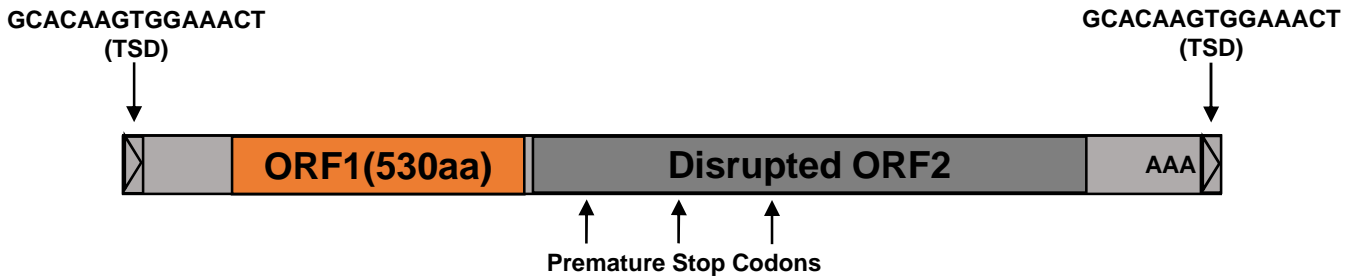 GCACAAGTGGAAACT
(TSD)
GCACAAGTGGAAACT
(TSD)
ORF1(530aa)
Disrupted ORF2
AAA
Premature Stop Codons